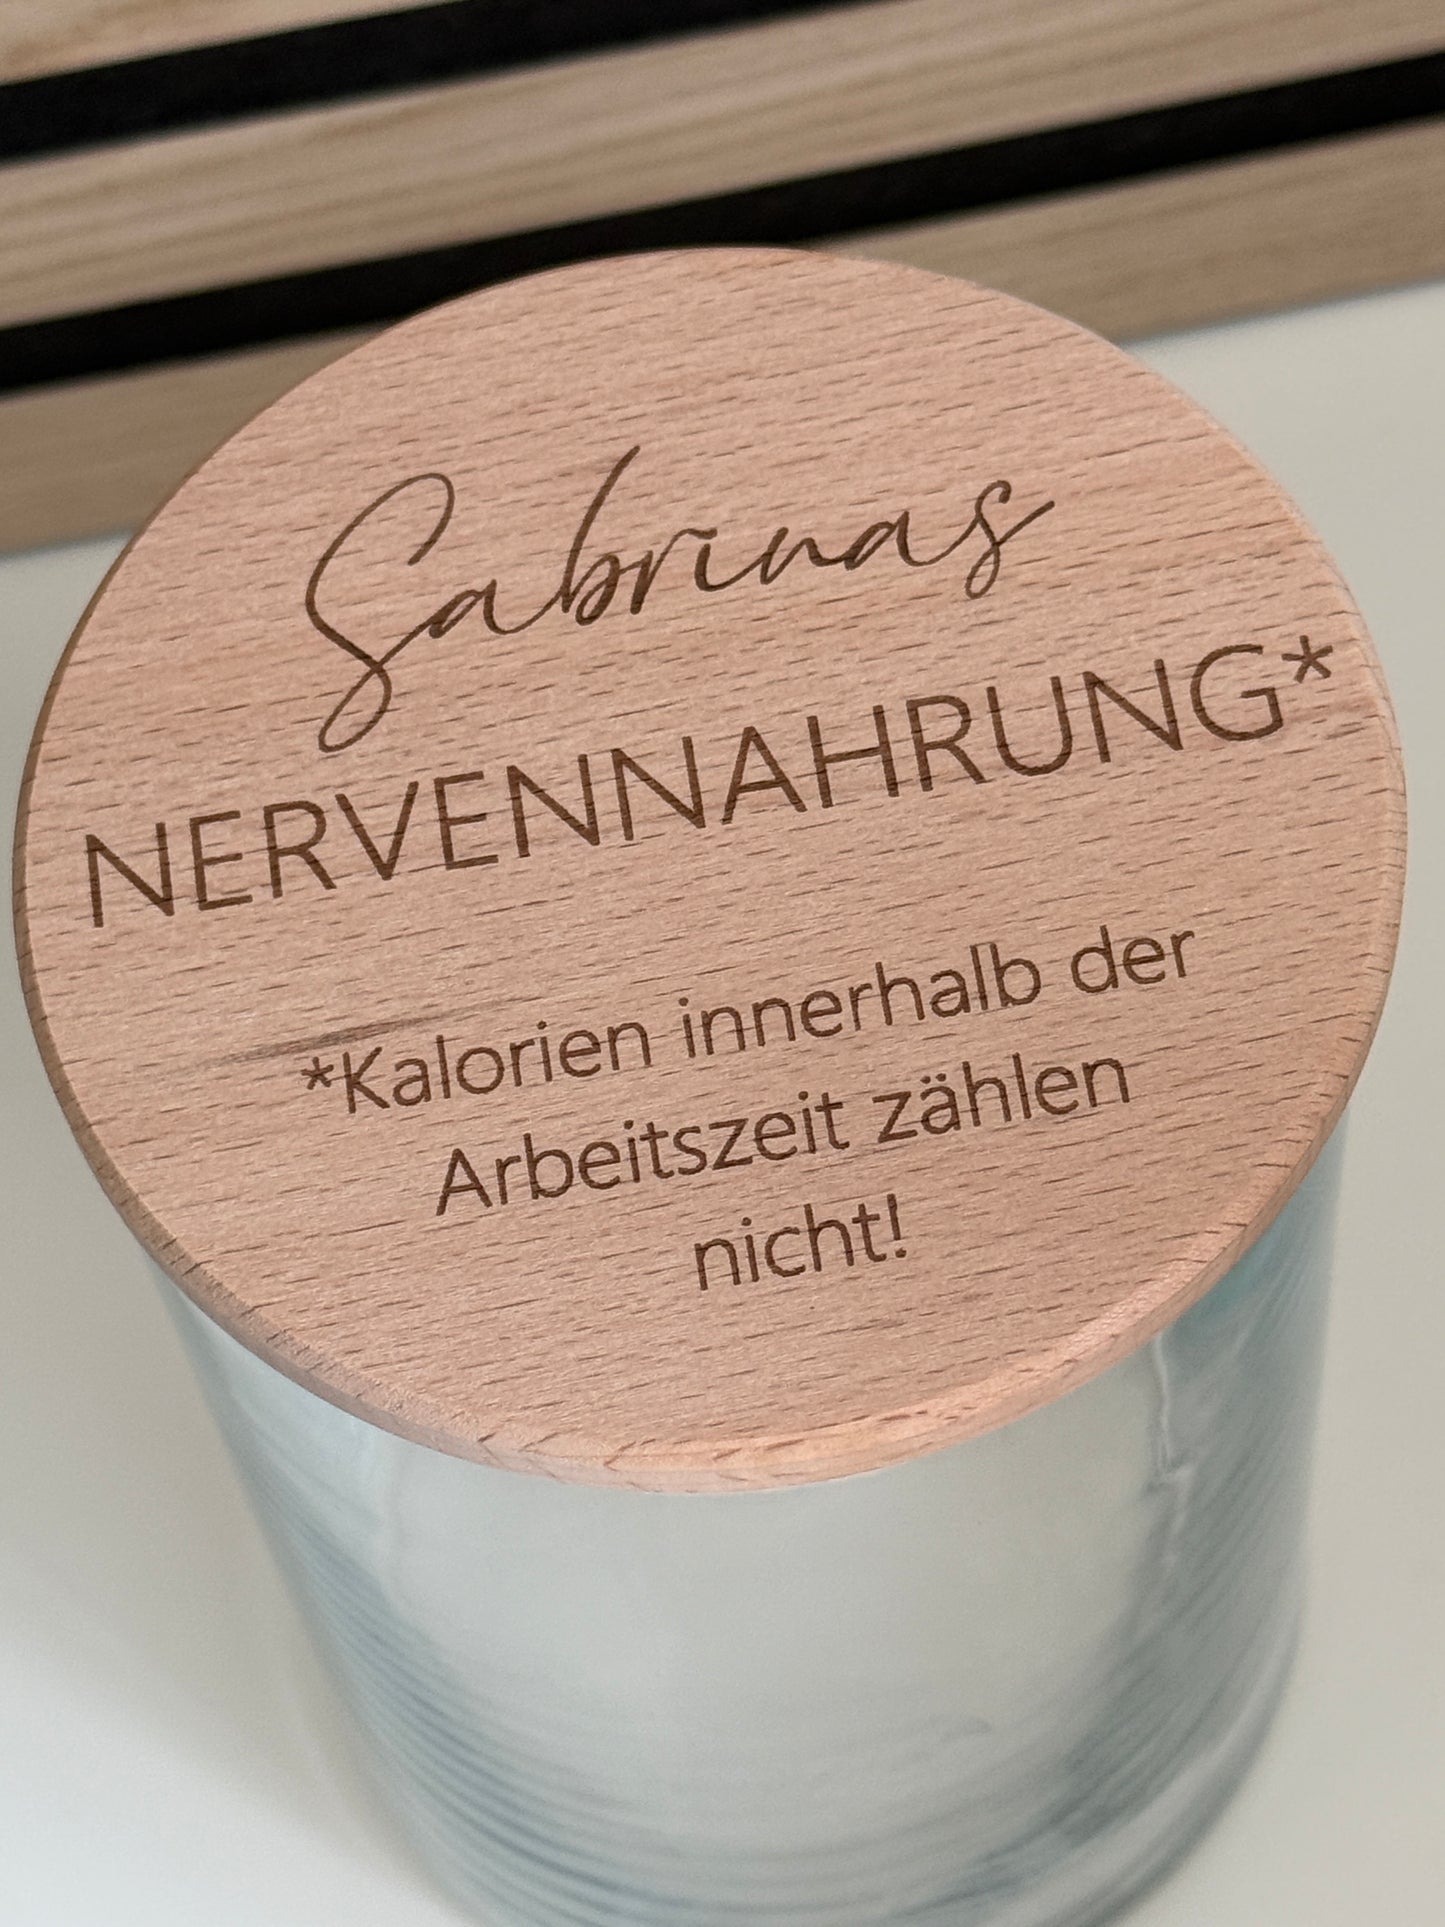 Sabrinas
NERVENNAHRUNG*
*Kalorien innerhalb der
Arbeitszeit zählen
nicht!